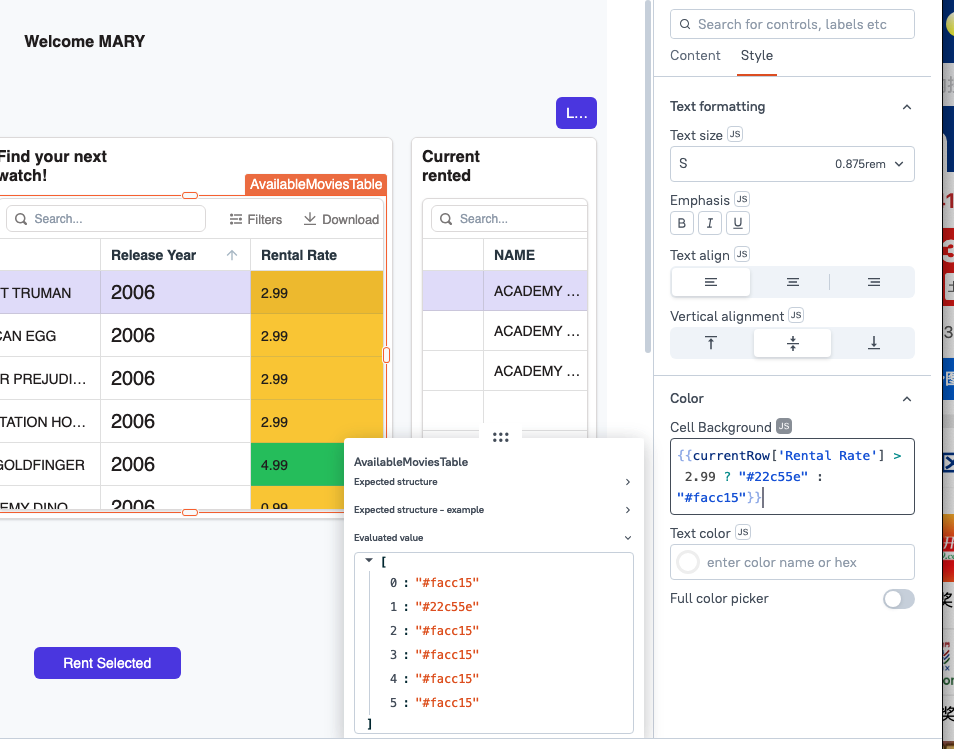 Welcome MARY
L...
Find your next
watch!
AvailableMoviesTable
Search...
Filters
Download
Release Year
Rental Rate
T TRUMAN
2006
2.99
CAN EGG
2006
2.99
R PREJUDI...
2006
2.99
TATION HO...
2006
2.99
GOLDFINGER
2006
4.99
EMY DINO
2006
0.99
Rent Selected
Current
rented
Search...
NAME
ACADEMY ...
ACADEMY ...
ACADEMY ...
AvailableMoviesTable
Expected structure
Expected structure - example
Evaluated value
[
0 : "#facc15"
1 : "#22c55e"
2 : "#facc15"
3 : "#facc15"
4 : "#facc15"
5 : "#facc15"
]
Search for controls, labels etc
Content
Style
Text formatting
Text size JS
S
0.875rem
Emphasis JS
B
I
U
Text align JS
Vertical alignment JS
Color
Cell Background JS
{{currentRow['Rental Rate'] >
2.99 ? "#22c55e" :
"#facc15"}}
Text color JS
enter color name or hex
Full color picker